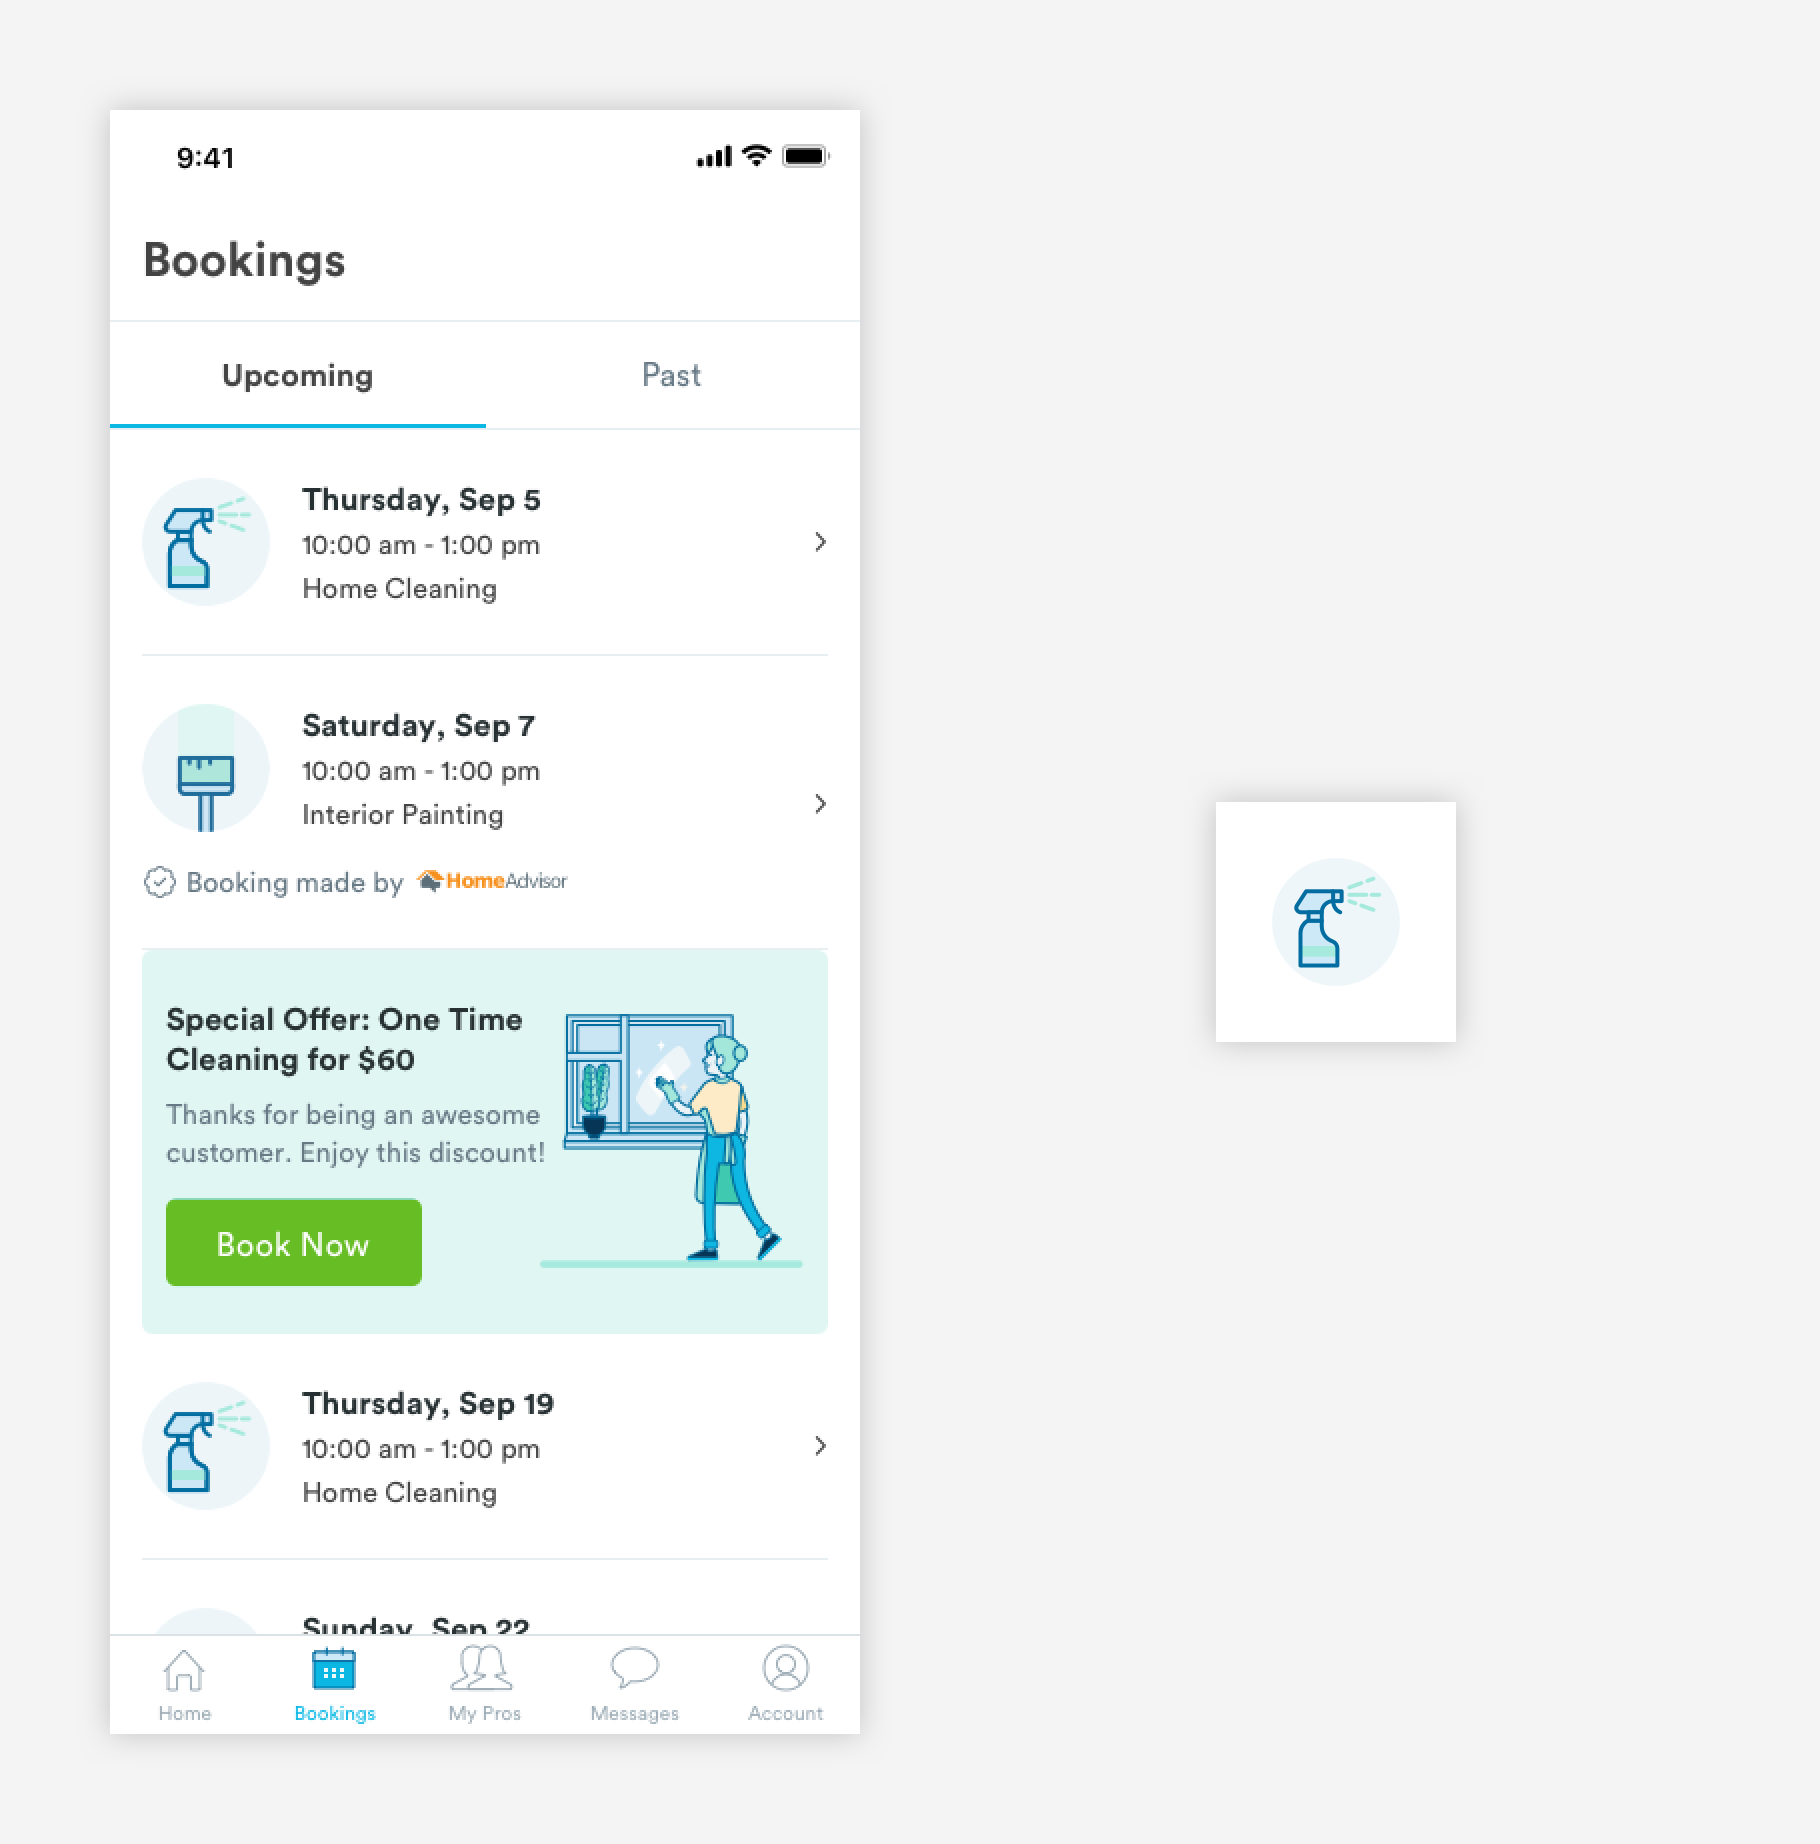 9:41
Bookings
Upcoming
Past
Thursday, Sep 5
10:00 am - 1:00 pm
Home Cleaning
Saturday, Sep 7
10:00 am - 1:00 pm
Interior Painting
Booking made by HomeAdvisor
Special Offer: One Time
Cleaning for $60
Thanks for being an awesome
customer. Enjoy this discount!
Book Now
Thursday, Sep 19
10:00 am - 1:00 pm
Home Cleaning
Sunday, Sep 22
Home
Bookings
My Pros
Messages
Account